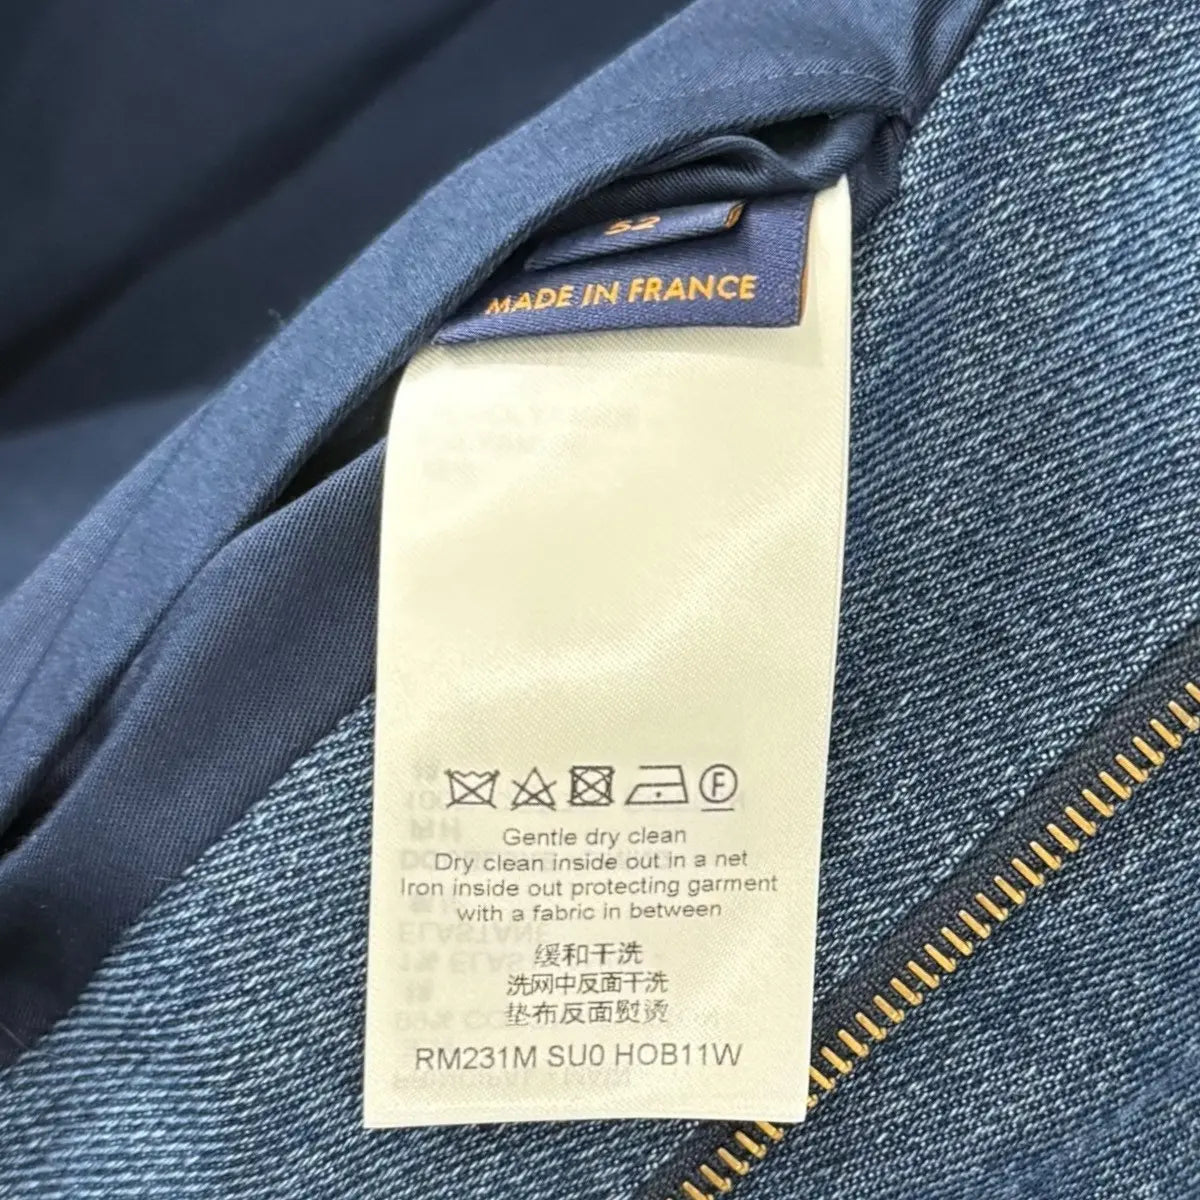 52
MADE IN FRANCE
F
Gentle dry clean
Dry clean inside out in a net
Iron inside out protecting garment
with a fabric in between
缓和干洗
洗网中反面干洗
垫布反面熨烫
RM231M SU0 HOB11W